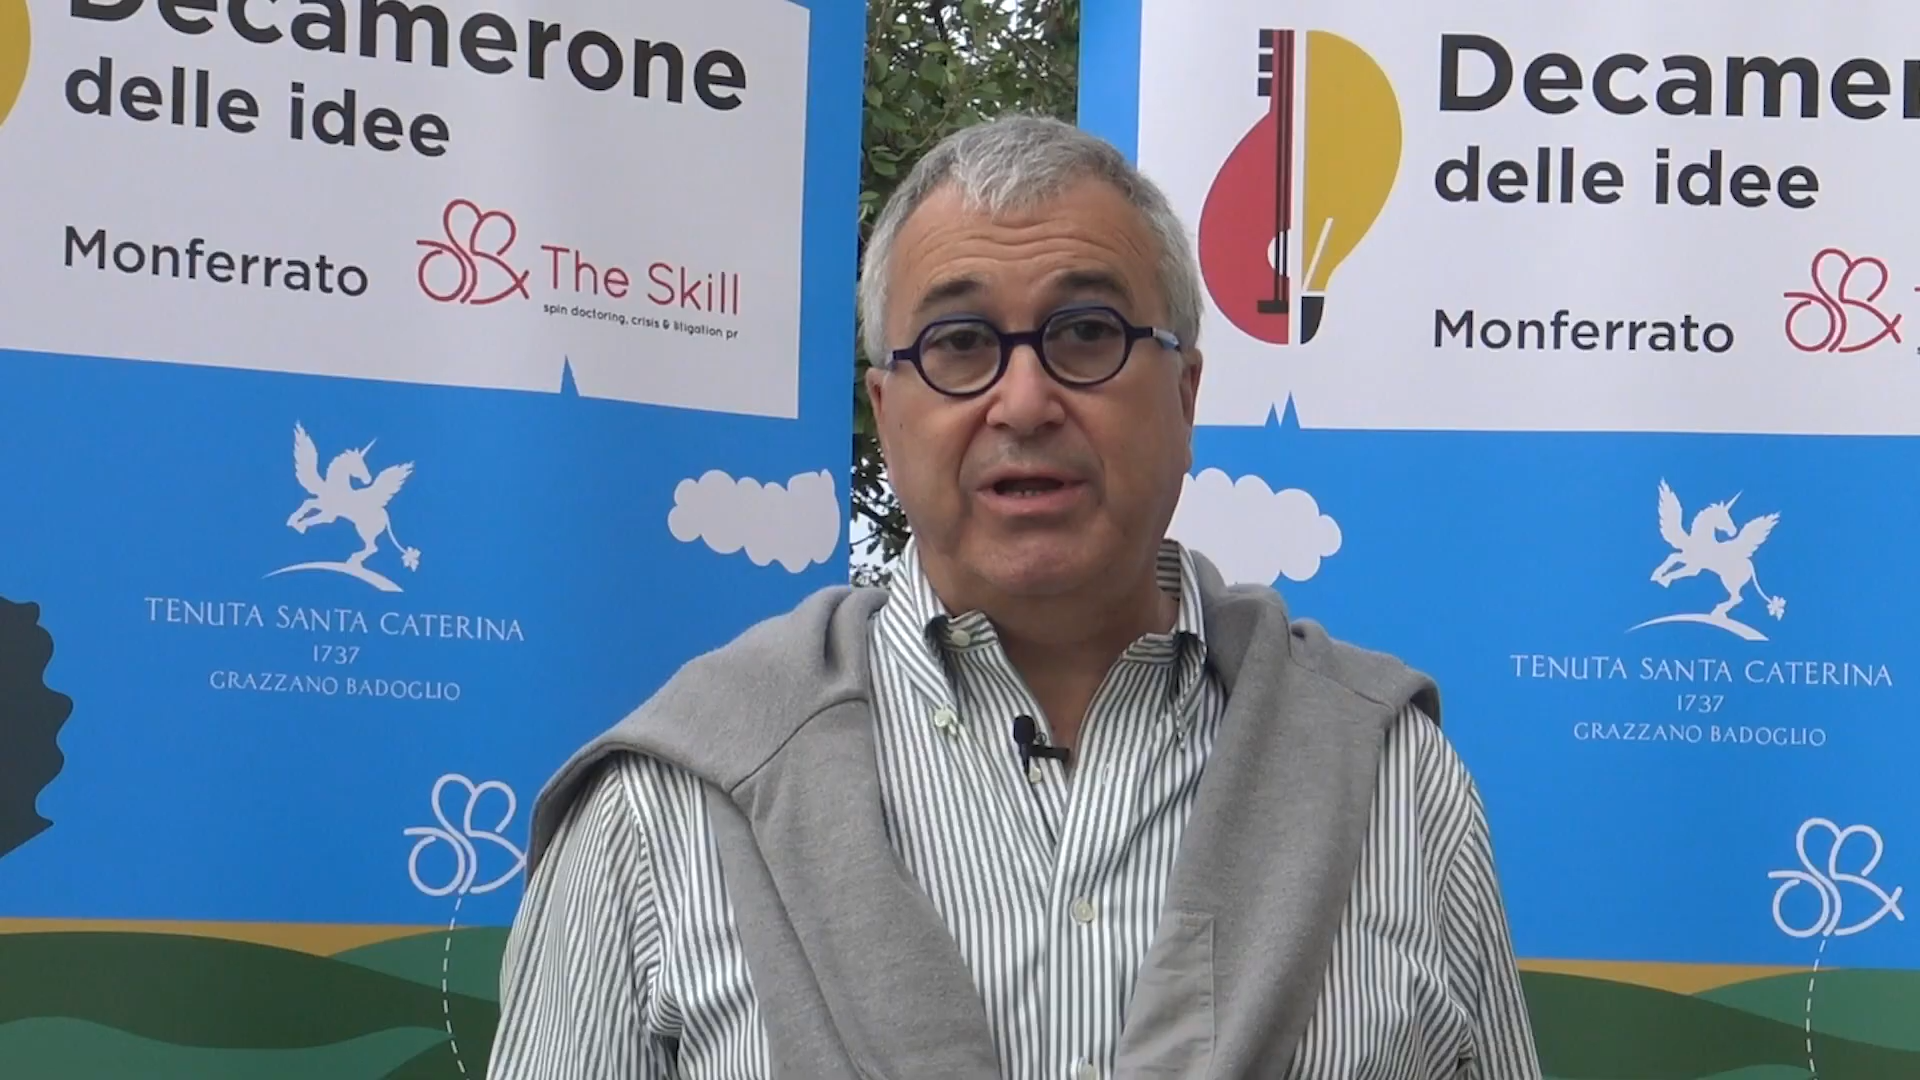 Decamerone
delle idee
Monferrato
The Skill
spin doctoring, crisis & litigation pr
TENUTA SANTA CATERINA
1737
GRAZZANO BADOGLIO
Decamer
delle idee
Monferrato
TENUTA SANTA CATERINA
1737
GRAZZANO BADOGLIO